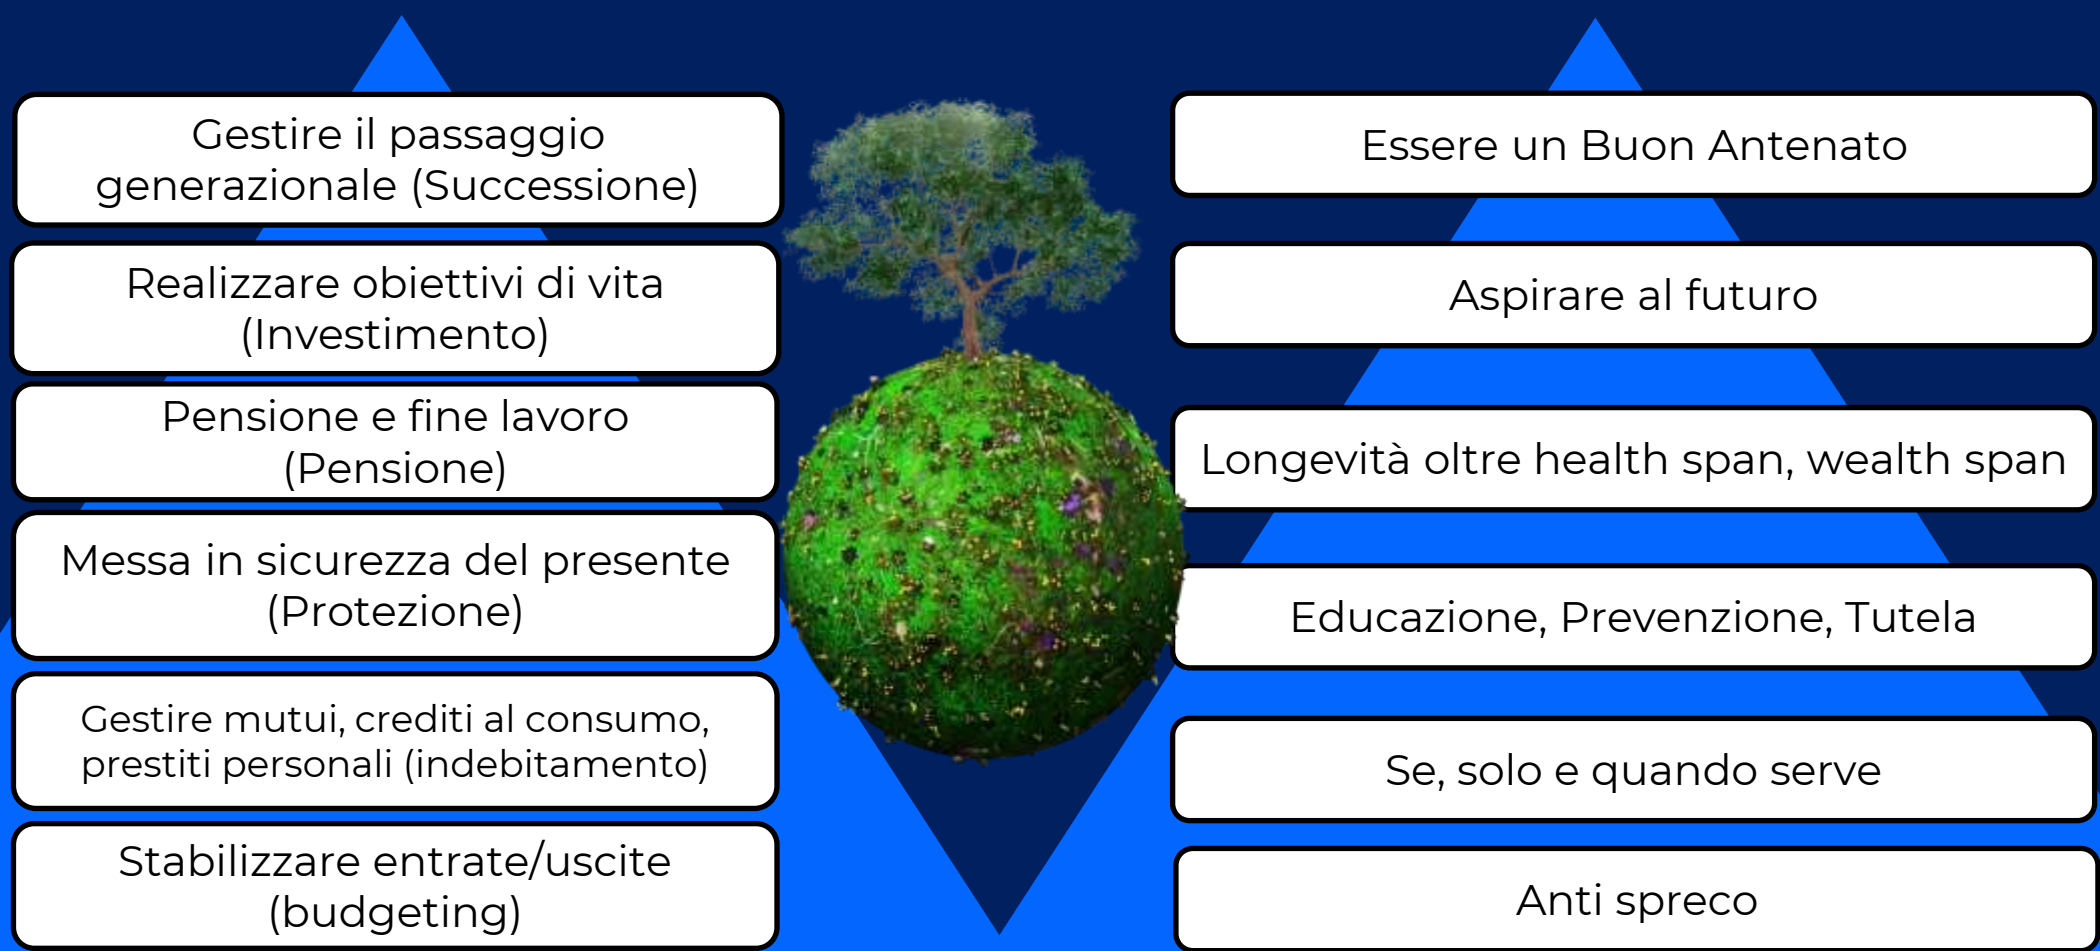 Gestire il passaggio
generazionale (Successione)
Realizzare obiettivi di vita
(Investimento)
Pensione e fine lavoro
(Pensione)
Messa in sicurezza del presente
(Protezione)
Gestire mutui, crediti al consumo,
prestiti personali (indebitamento)
Stabilizzare entrate/uscite
(budgeting)
Essere un Buon Antenato
Aspirare al futuro
Longevità oltre health span, wealth span
Educazione, Prevenzione, Tutela
Se, solo e quando serve
Anti spreco